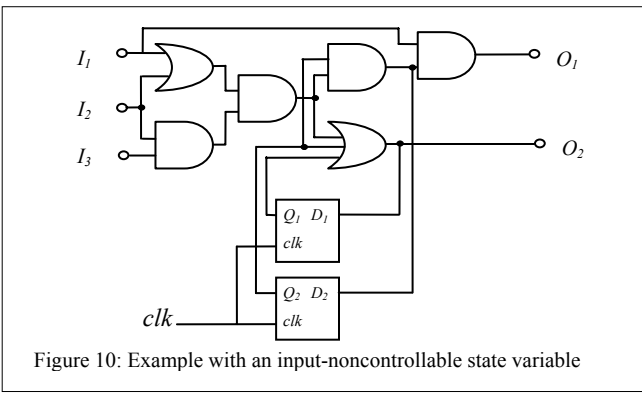 I1
O1
I2
I3
O2
Q1 D1
clk
Q2 D2
clk
clk
Figure 10: Example with an input-noncontrollable state variable